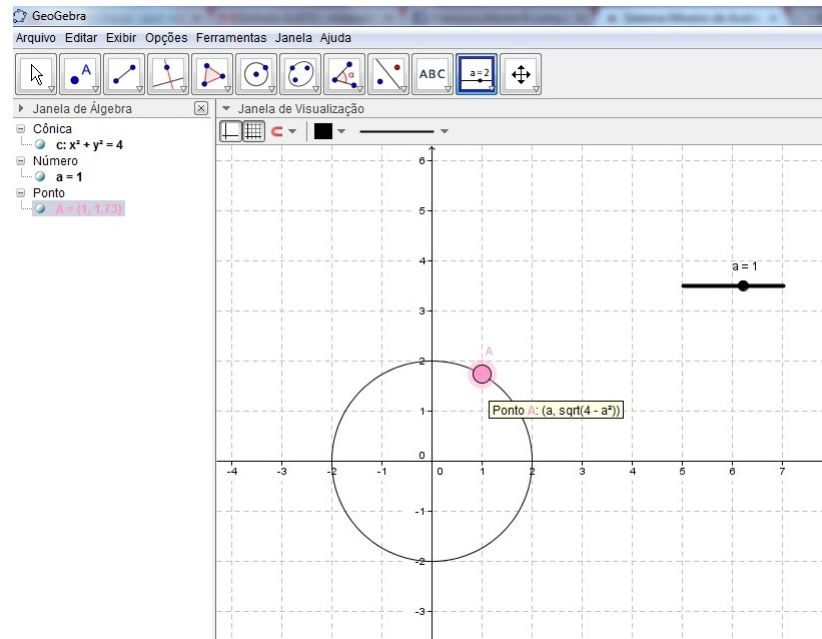 GeoGebra
Arquivo Editar Exibir Opções Ferramentas Janela Ajuda
A
α
ABC
a=2
Janela de Álgebra
Janela de Visualização
Cônica
c: x² + y² = 4
Número
a = 1
Ponto
A = (1, 1.73)
6
5
4
a = 1
3
2
A
1
Ponto A: (a, sqrt(4 - a²))
0
-4 -3 -2 -1 0 1 2 3 4 5 6 7
-1
-2
-3